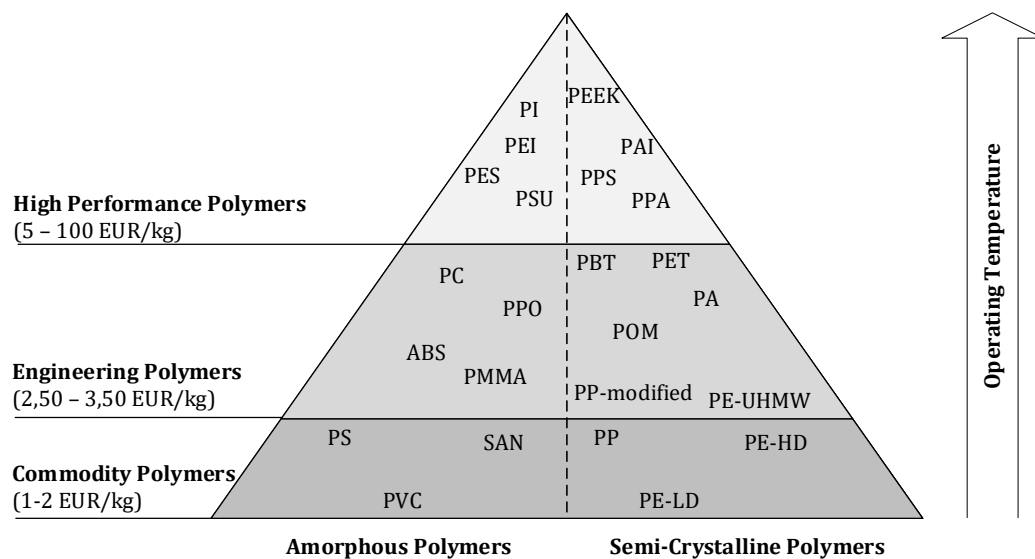 PEEK
PI
PEI
PAI
PES
PPS
PSU
PPA
High Performance Polymers
(5 – 100 EUR/kg)
PBT
PET
PC
PA
PPO
POM
ABS
PMMA
Engineering Polymers
(2,50 – 3,50 EUR/kg)
PP-modified
PE-UHMW
PS
SAN
PP
PE-HD
Commodity Polymers
(1-2 EUR/kg)
PVC
PE-LD
Amorphous Polymers
Semi-Crystalline Polymers
Operating Temperature